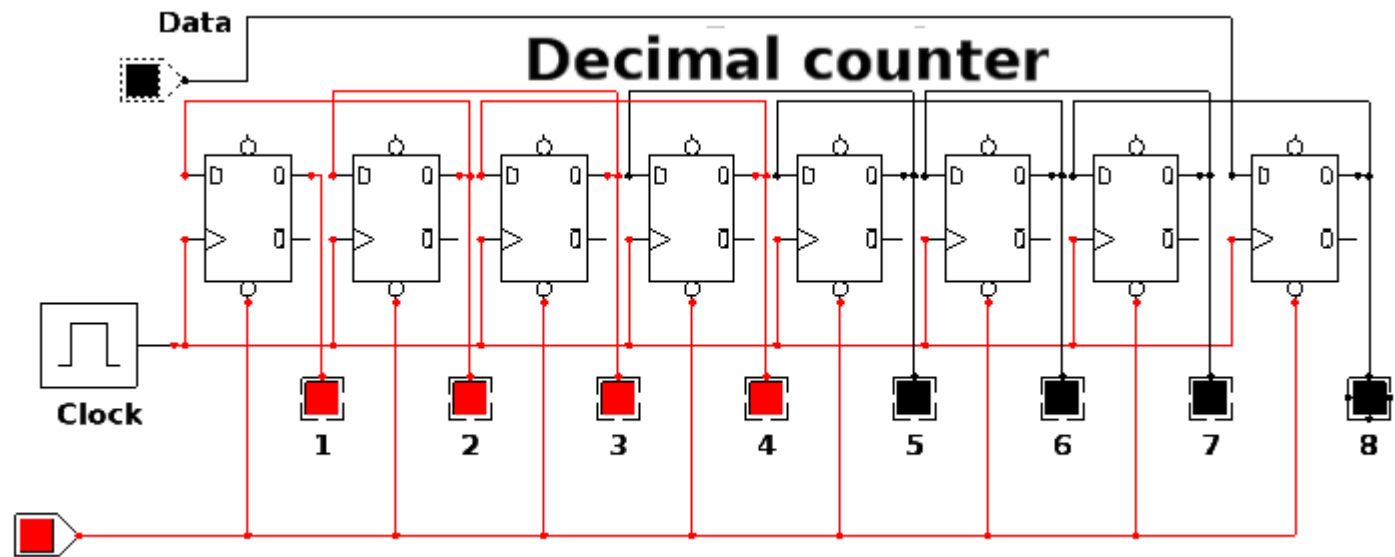 Data
Decimal counter
D Q D Q D Q D Q D Q D Q D Q D Q
Q Q Q Q Q Q Q Q
Clock
1 2 3 4 5 6 7 8